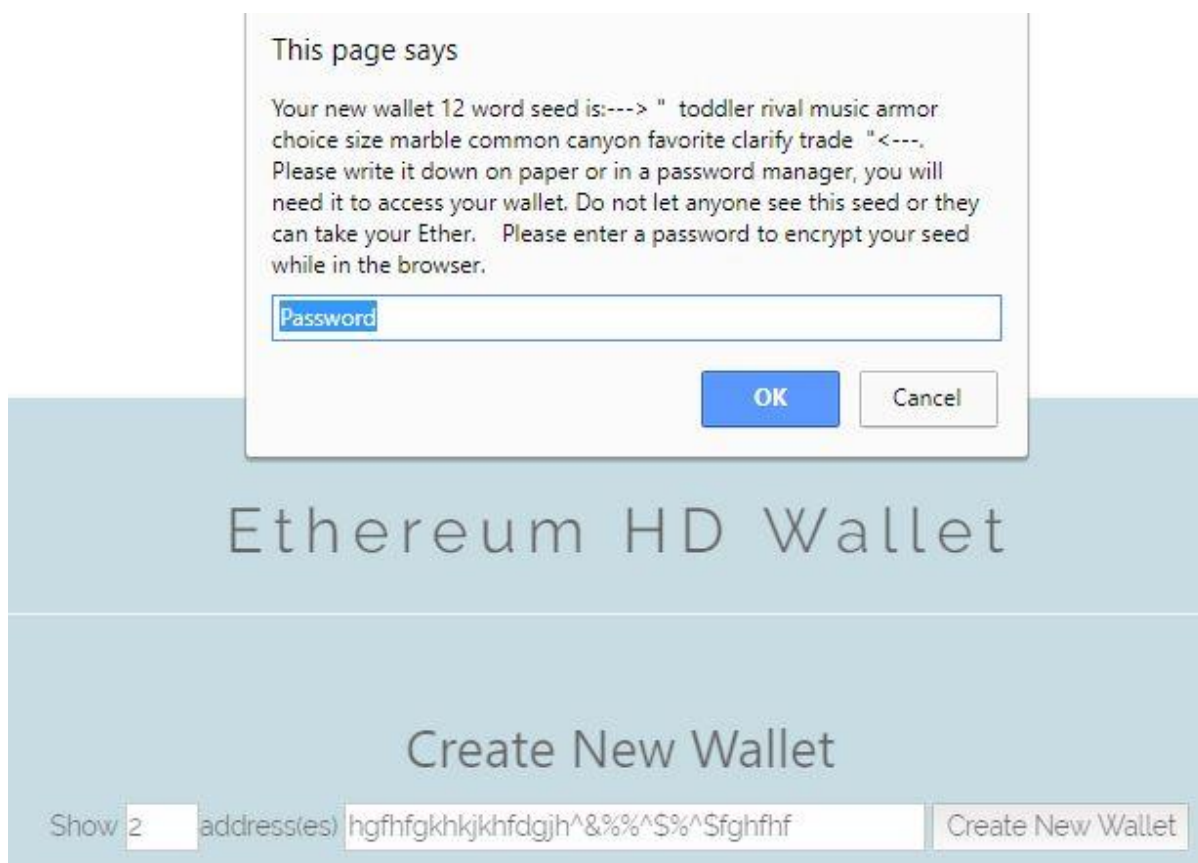 This page says
Your new wallet 12 word seed is:---> " toddler rival music armor
choice size marble common canyon favorite clarify trade "<---.
Please write it down on paper or in a password manager, you will
need it to access your wallet. Do not let anyone see this seed or they
can take your Ether. Please enter a password to encrypt your seed
while in the browser.
Password
OK Cancel
Ethereum HD Wallet
Create New Wallet
Show 2 address(es) hgfhfgkhkjkhfdgjh^&%%^$%^$fghfhf Create New Wallet